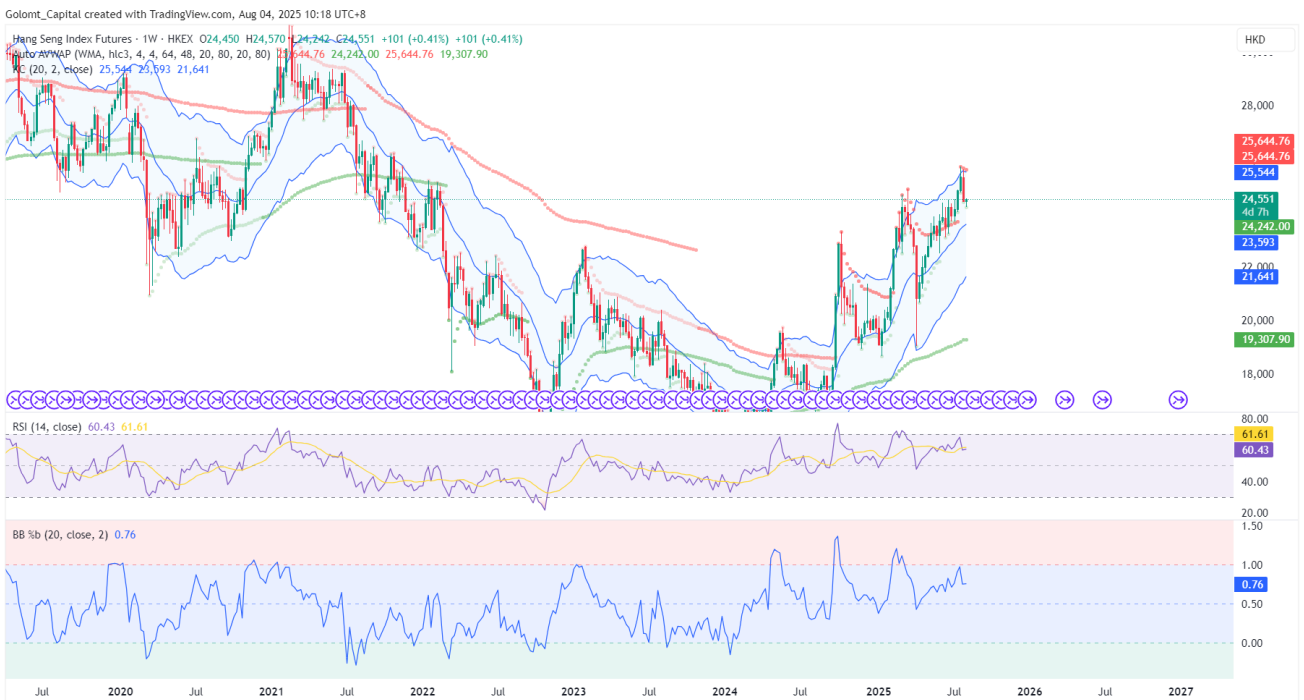 Golomt_Capital created with TradingView.com, Aug 04, 2025 10:18 UTC+8
Hang Seng Index Futures · 1W · HKEX O24,450 H24,570 L24,242 C24,551 +101 (+0.41%) +101 (+0.41%)
Auto AVWAP (WMA, hlc3, 4, 4, 64, 48, 20, 80, 20, 80) 25,644.76 24,242.00 25,644.76 19,307.90
KC (20, 2, close) 25,544 23,593 21,641
HKD
28,000
25,644.76
25,644.76
25,544
24,551
4d 7h
24,242.00
23,593
22,000
21,641
20,000
19,307.90
18,000
RSI (14, close) 60.43 61.61
80.00
61.61
60.43
40.00
20.00
BB %b (20, close, 2) 0.76
1.50
1.00
0.76
0.50
0.00
Jul 2020 Jul 2021 Jul 2022 Jul 2023 Jul 2024 Jul 2025 Jul 2026 Jul 2027